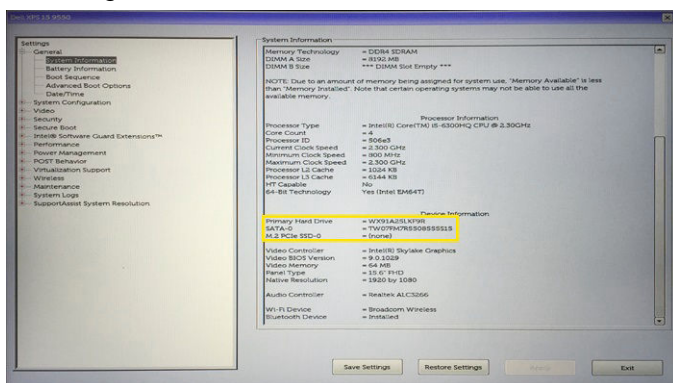 Dell XPS 15 9550
Settings
General
System Information
Battery Information
Boot Sequence
Advanced Boot Options
Date/Time
System Configuration
Video
Security
Secure Boot
Intel® Software Guard Extensions™
Performance
Power Management
POST Behavior
Virtualization Support
Wireless
Maintenance
System Logs
SupportAssist System Resolution
System Information
Memory Technology = DDR4 SDRAM
DIMM A Size = 8192 MB
DIMM B Size *** DIMM Slot Empty ***
NOTE: Due to an amount of memory being assigned for system use, "Memory Available" is less
than "Memory Installed". Note that certain operating systems may not be able to use all the
available memory.
Processor Information
Processor Type = Intel(R) Core(TM) i5-6300HQ CPU @ 2.30GHz
Core Count = 4
Processor ID = 506e3
Current Clock Speed = 2.300 GHz
Minimum Clock Speed = 800 MHz
Maximum Clock Speed = 2.300 GHz
Processor L2 Cache = 1024 KB
Processor L3 Cache = 6144 KB
HT Capable No
64-Bit Technology Yes (Intel EM64T)
Device Information
Primary Hard Drive =
SATA-0 =
M.2 PCIe SSD-0 = (none)
Video Controller = Intel(R) Skylake Graphics
Video BIOS Version = 9.0.1029
Video Memory = 64 MB
Panel Type = 15.6" FHD
Native Resolution = 1920 by 1080
Audio Controller = Realtek ALC3266
Wi-Fi Device = Broadcom Wireless
Bluetooth Device = Installed
Save Settings
Restore Settings
Apply
Exit